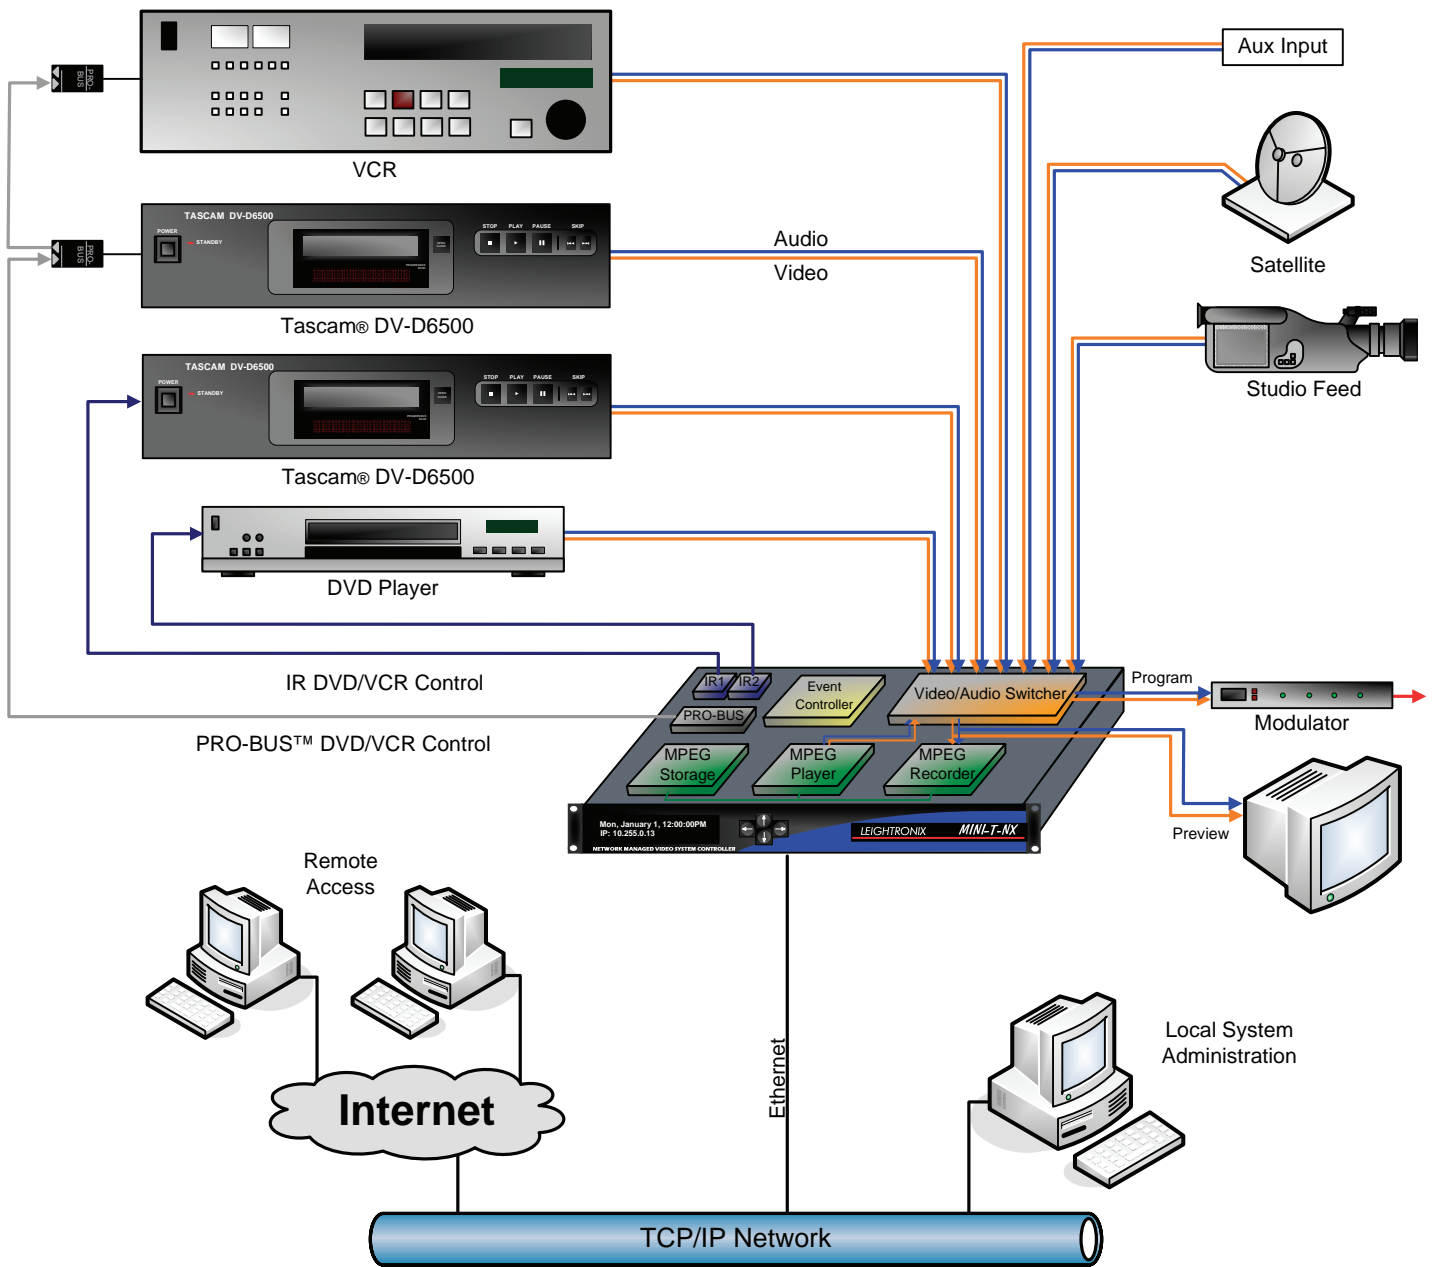 Aux Input
PRO-
BUS
VCR
Satellite
TASCAM DV-D6500
POWER
STANDBY
STOP PLAY PAUSE SKIP
PRO-
BUS
Audio
Video
Tascam® DV-D6500
Studio Feed
TASCAM DV-D6500
POWER
STANDBY
STOP PLAY PAUSE SKIP
Tascam® DV-D6500
DVD Player
IR DVD/VCR Control
PRO-BUS™ DVD/VCR Control
IR1
IR2
PRO-BUS
Event
Controller
Video/Audio Switcher
MPEG
Storage
MPEG
Player
MPEG
Recorder
Program
Modulator
Preview
Mon, January 1, 12:00:00PM
IP: 10.255.0.13
NETWORK MANAGED VIDEO SYSTEM CONTROLLER
LEIGHTRONIX MINI-T-NX
Remote
Access
Internet
Ethernet
Local System
Administration
TCP/IP Network